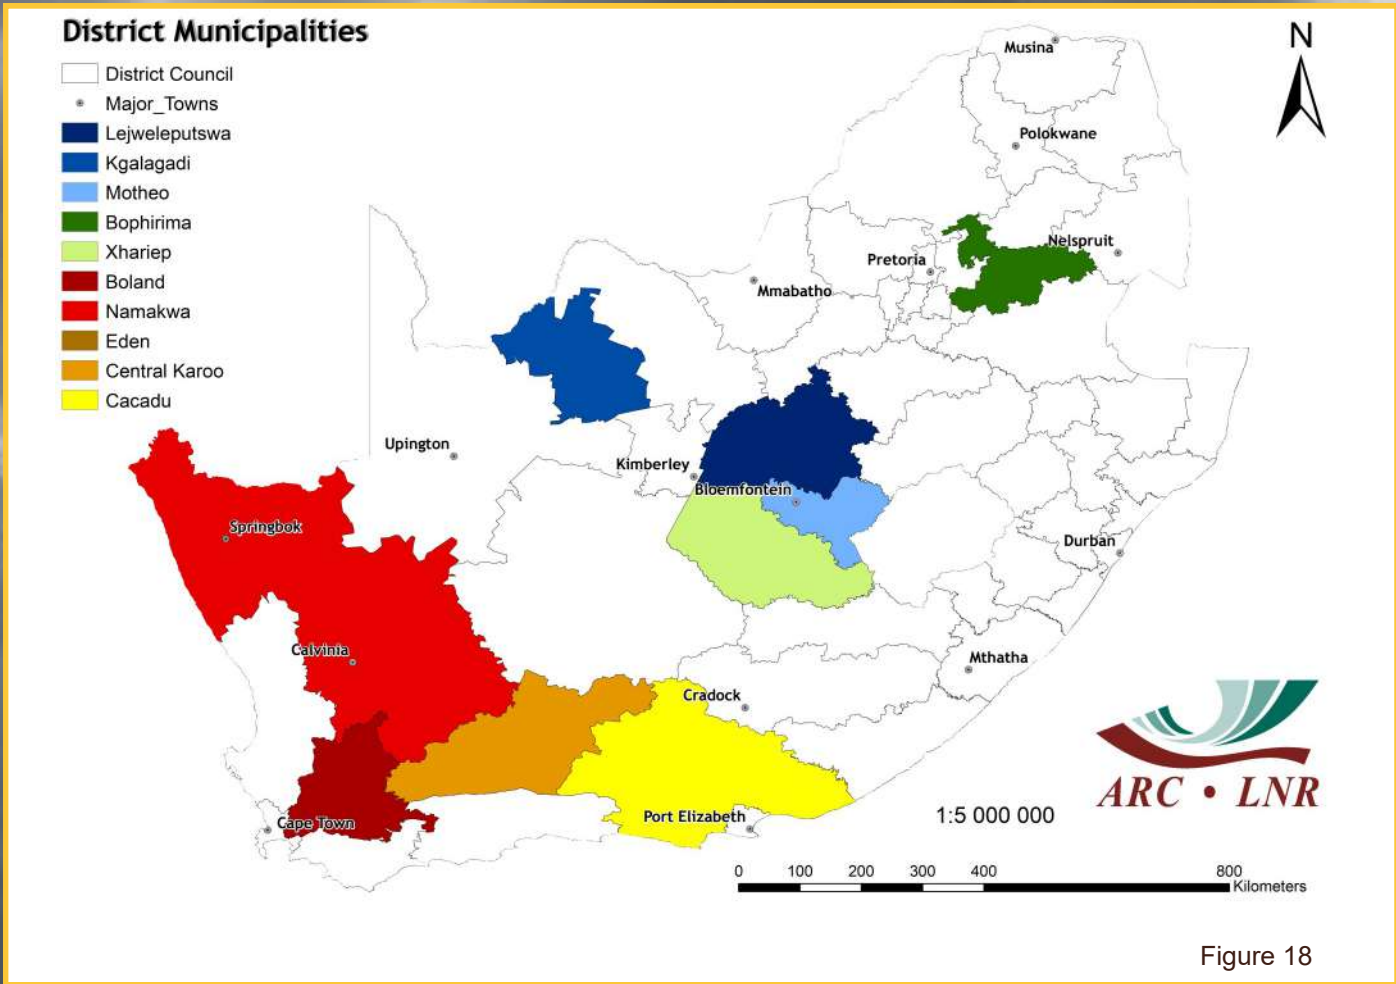 District Municipalities
District Council
Major_Towns
Lejweleputswa
Kgalagadi
Motheo
Bophirima
Xhariep
Boland
Namakwa
Eden
Central Karoo
Cacadu
N
Musina
Polokwane
Nelspruit
Pretoria
Mmabatho
Upington
Kimberley
Bloemfontein
Springbok
Durban
Calvinia
Mthatha
Cradock
Port Elizabeth
Cape Town
ARC • LNR
1:5 000 000
0 100 200 300 400 800
Kilometers
Figure 18